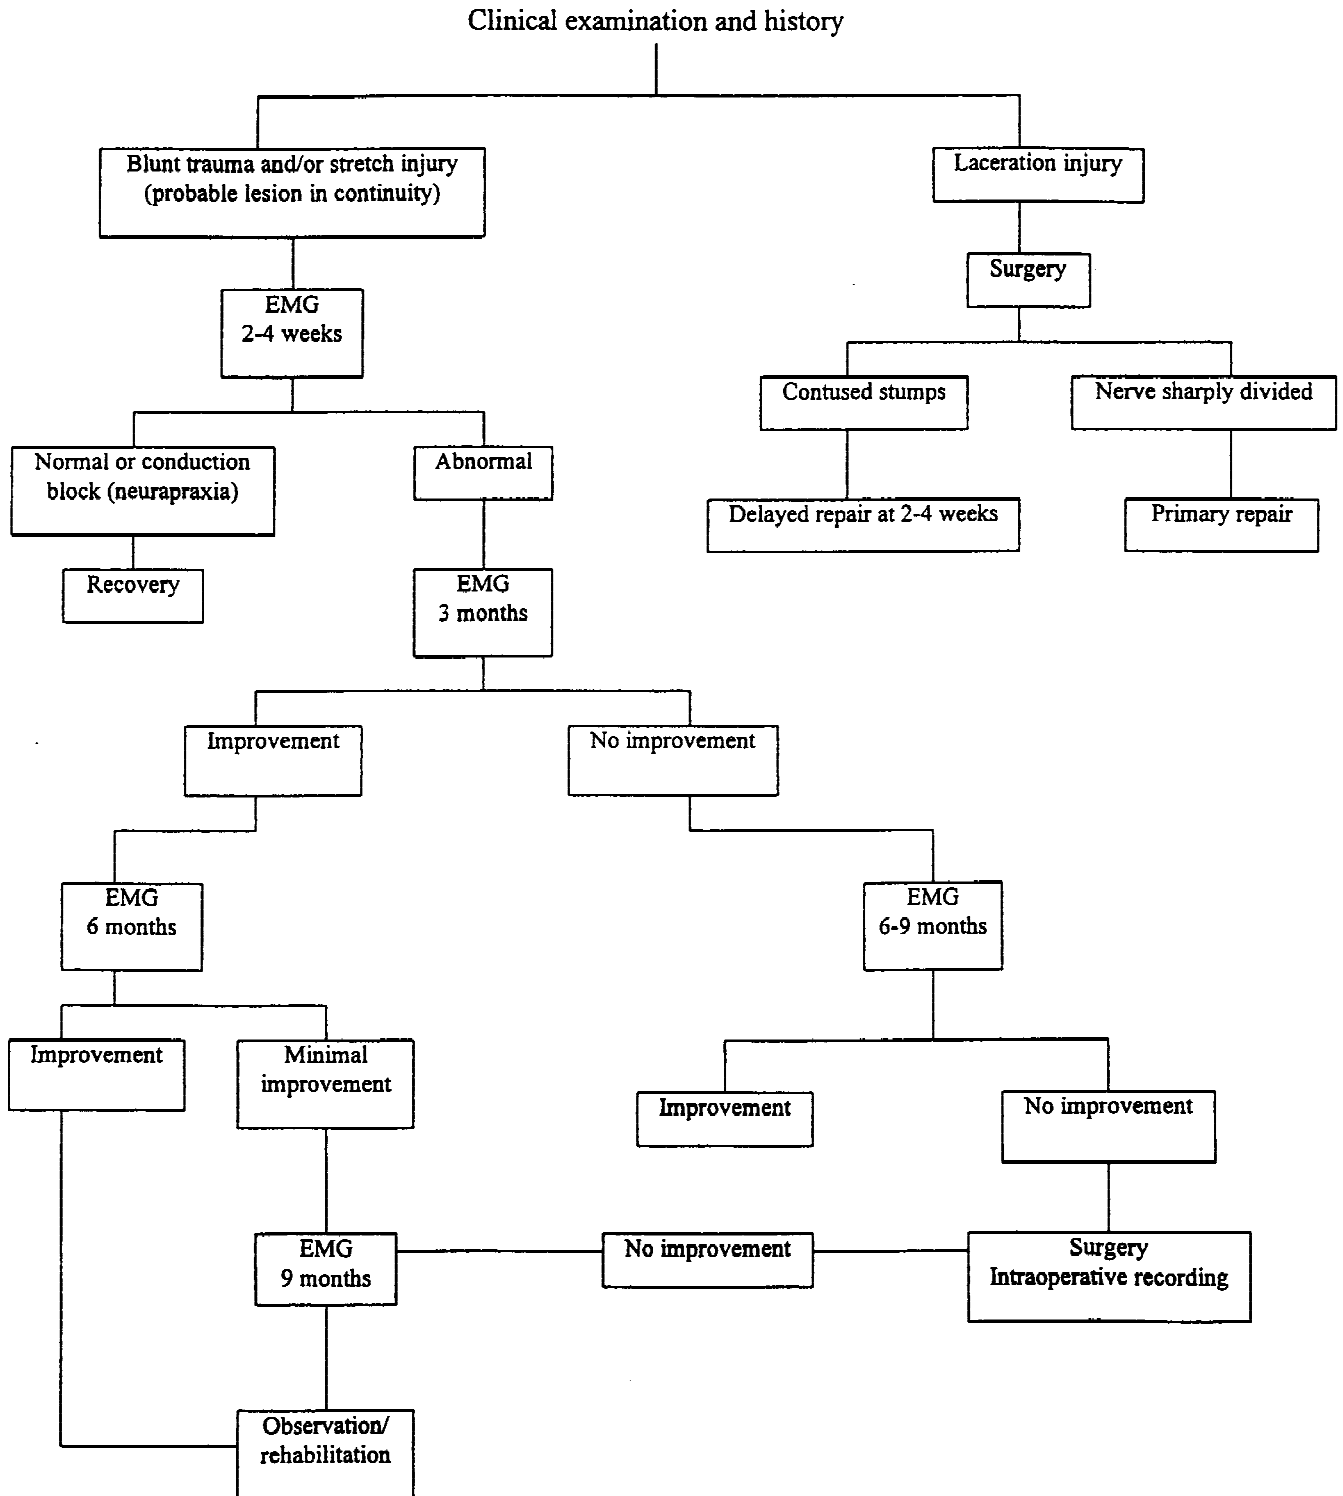 Clinical examination and history
Blunt trauma and/or stretch injury
(probable lesion in continuity)
Laceration injury
Surgery
EMG
2-4 weeks
Contused stumps
Nerve sharply divided
Normal or conduction
block (neurapraxia)
Abnormal
Delayed repair at 2-4 weeks
Primary repair
Recovery
EMG
3 months
Improvement
No improvement
EMG
6 months
EMG
6-9 months
Improvement
Minimal
improvement
Improvement
No improvement
EMG
9 months
No improvement
Surgery
Intraoperative recording
Observation/
rehabilitation